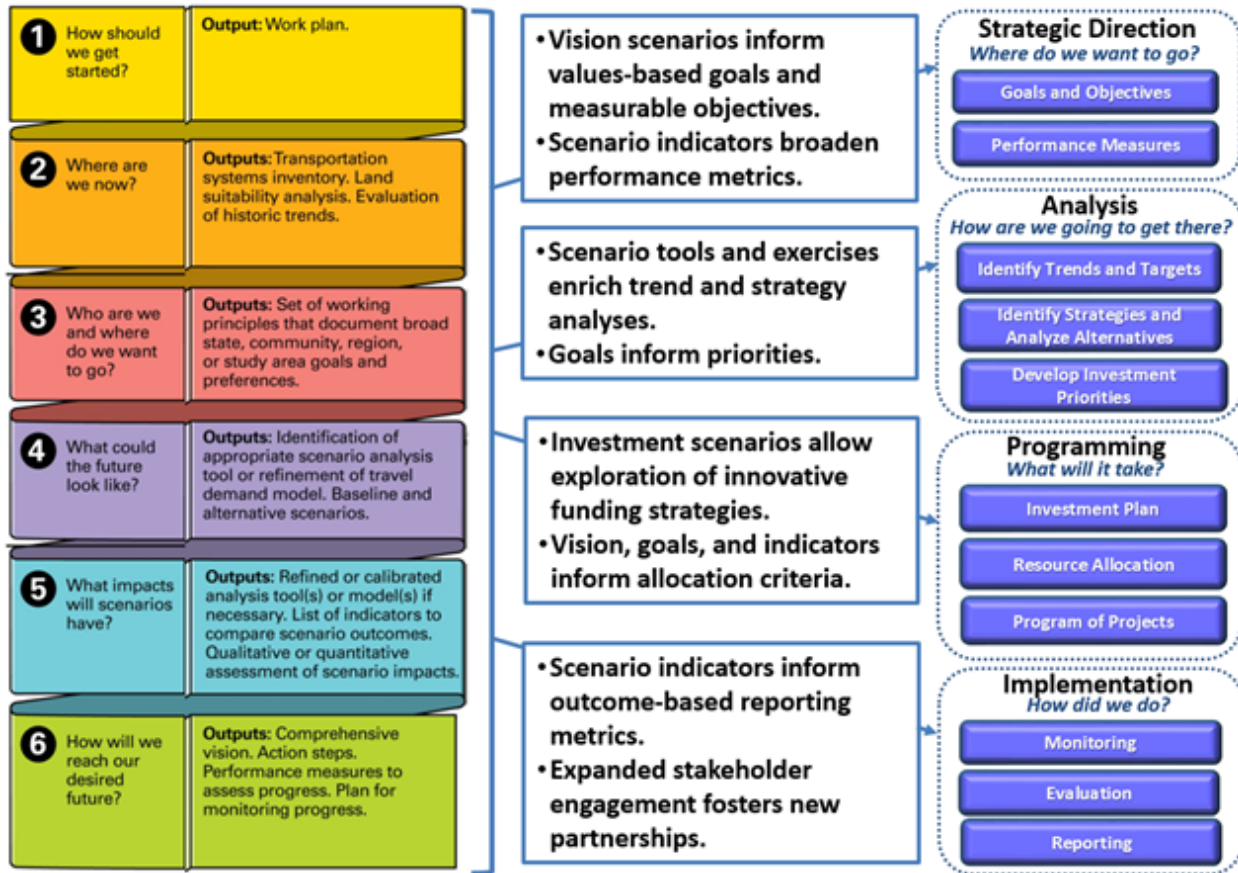 1
How should
we get
started?
Output: Work plan.
2
Where are
we now?
Outputs: Transportation
systems inventory. Land
suitability analysis. Evaluation
of historic trends.
3
Who are we
and where
do we want
to go?
Outputs: Set of working
principles that document broad
state, community, region,
or study area goals and
preferences.
4
What could
the future
look like?
Outputs: Identification of
appropriate scenario analysis
tool or refinement of travel
demand model. Baseline and
alternative scenarios.
5
What impacts
will scenarios
have?
Outputs: Refined or calibrated
analysis tool(s) or model(s) if
necessary. List of indicators to
compare scenario outcomes.
Qualitative or quantitative
assessment of scenario impacts.
6
How will we
reach our
desired
future?
Outputs: Comprehensive
vision. Action steps.
Performance measures to
assess progress. Plan for
monitoring progress.
•Vision scenarios inform
values-based goals and
measurable objectives.
•Scenario indicators broaden
performance metrics.
•Scenario tools and exercises
enrich trend and strategy
analyses.
•Goals inform priorities.
•Investment scenarios allow
exploration of innovative
funding strategies.
•Vision, goals, and indicators
inform allocation criteria.
•Scenario indicators inform
outcome-based reporting
metrics.
•Expanded stakeholder
engagement fosters new
partnerships.
Strategic Direction
Where do we want to go?
Goals and Objectives
Performance Measures
Analysis
How are we going to get there?
Identify Trends and Targets
Identify Strategies and
Analyze Alternatives
Develop Investment
Priorities
Programming
What will it take?
Investment Plan
Resource Allocation
Program of Projects
Implementation
How did we do?
Monitoring
Evaluation
Reporting